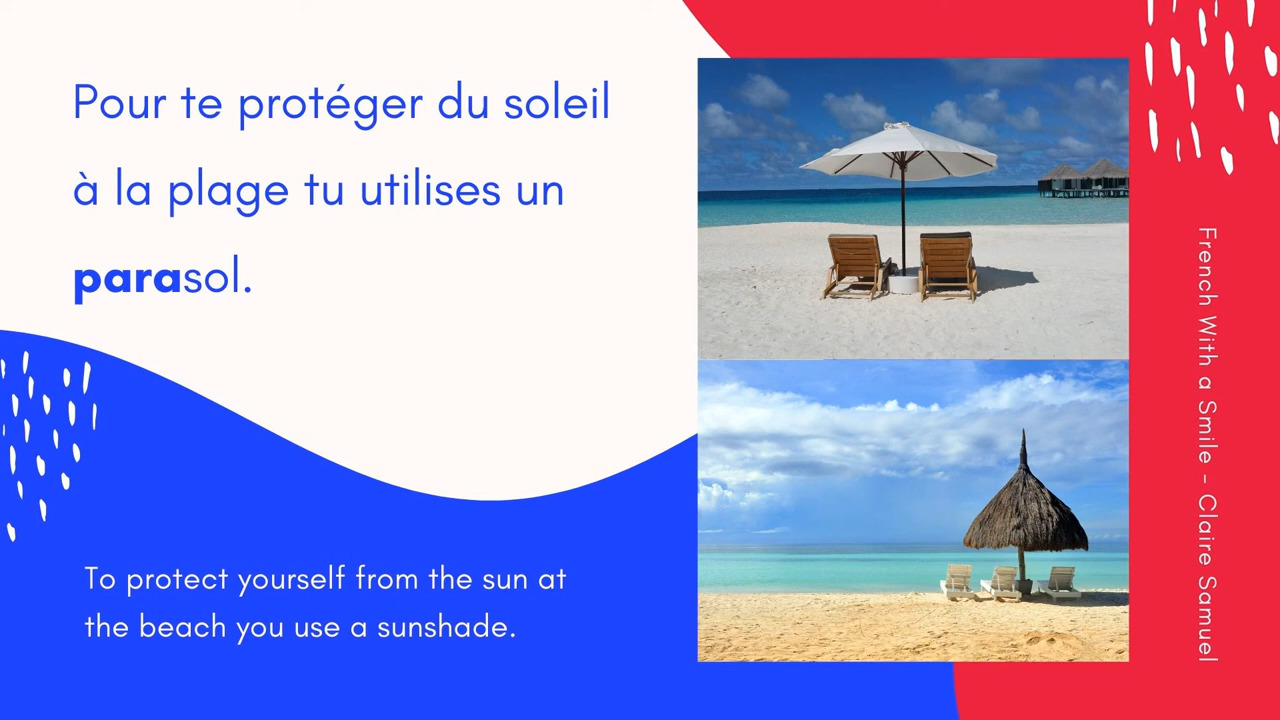 Pour te protéger du soleil
à la plage tu utilises un
parasol.
To protect yourself from the sun at
the beach you use a sunshade.
French With a Smile - Claire Samuel